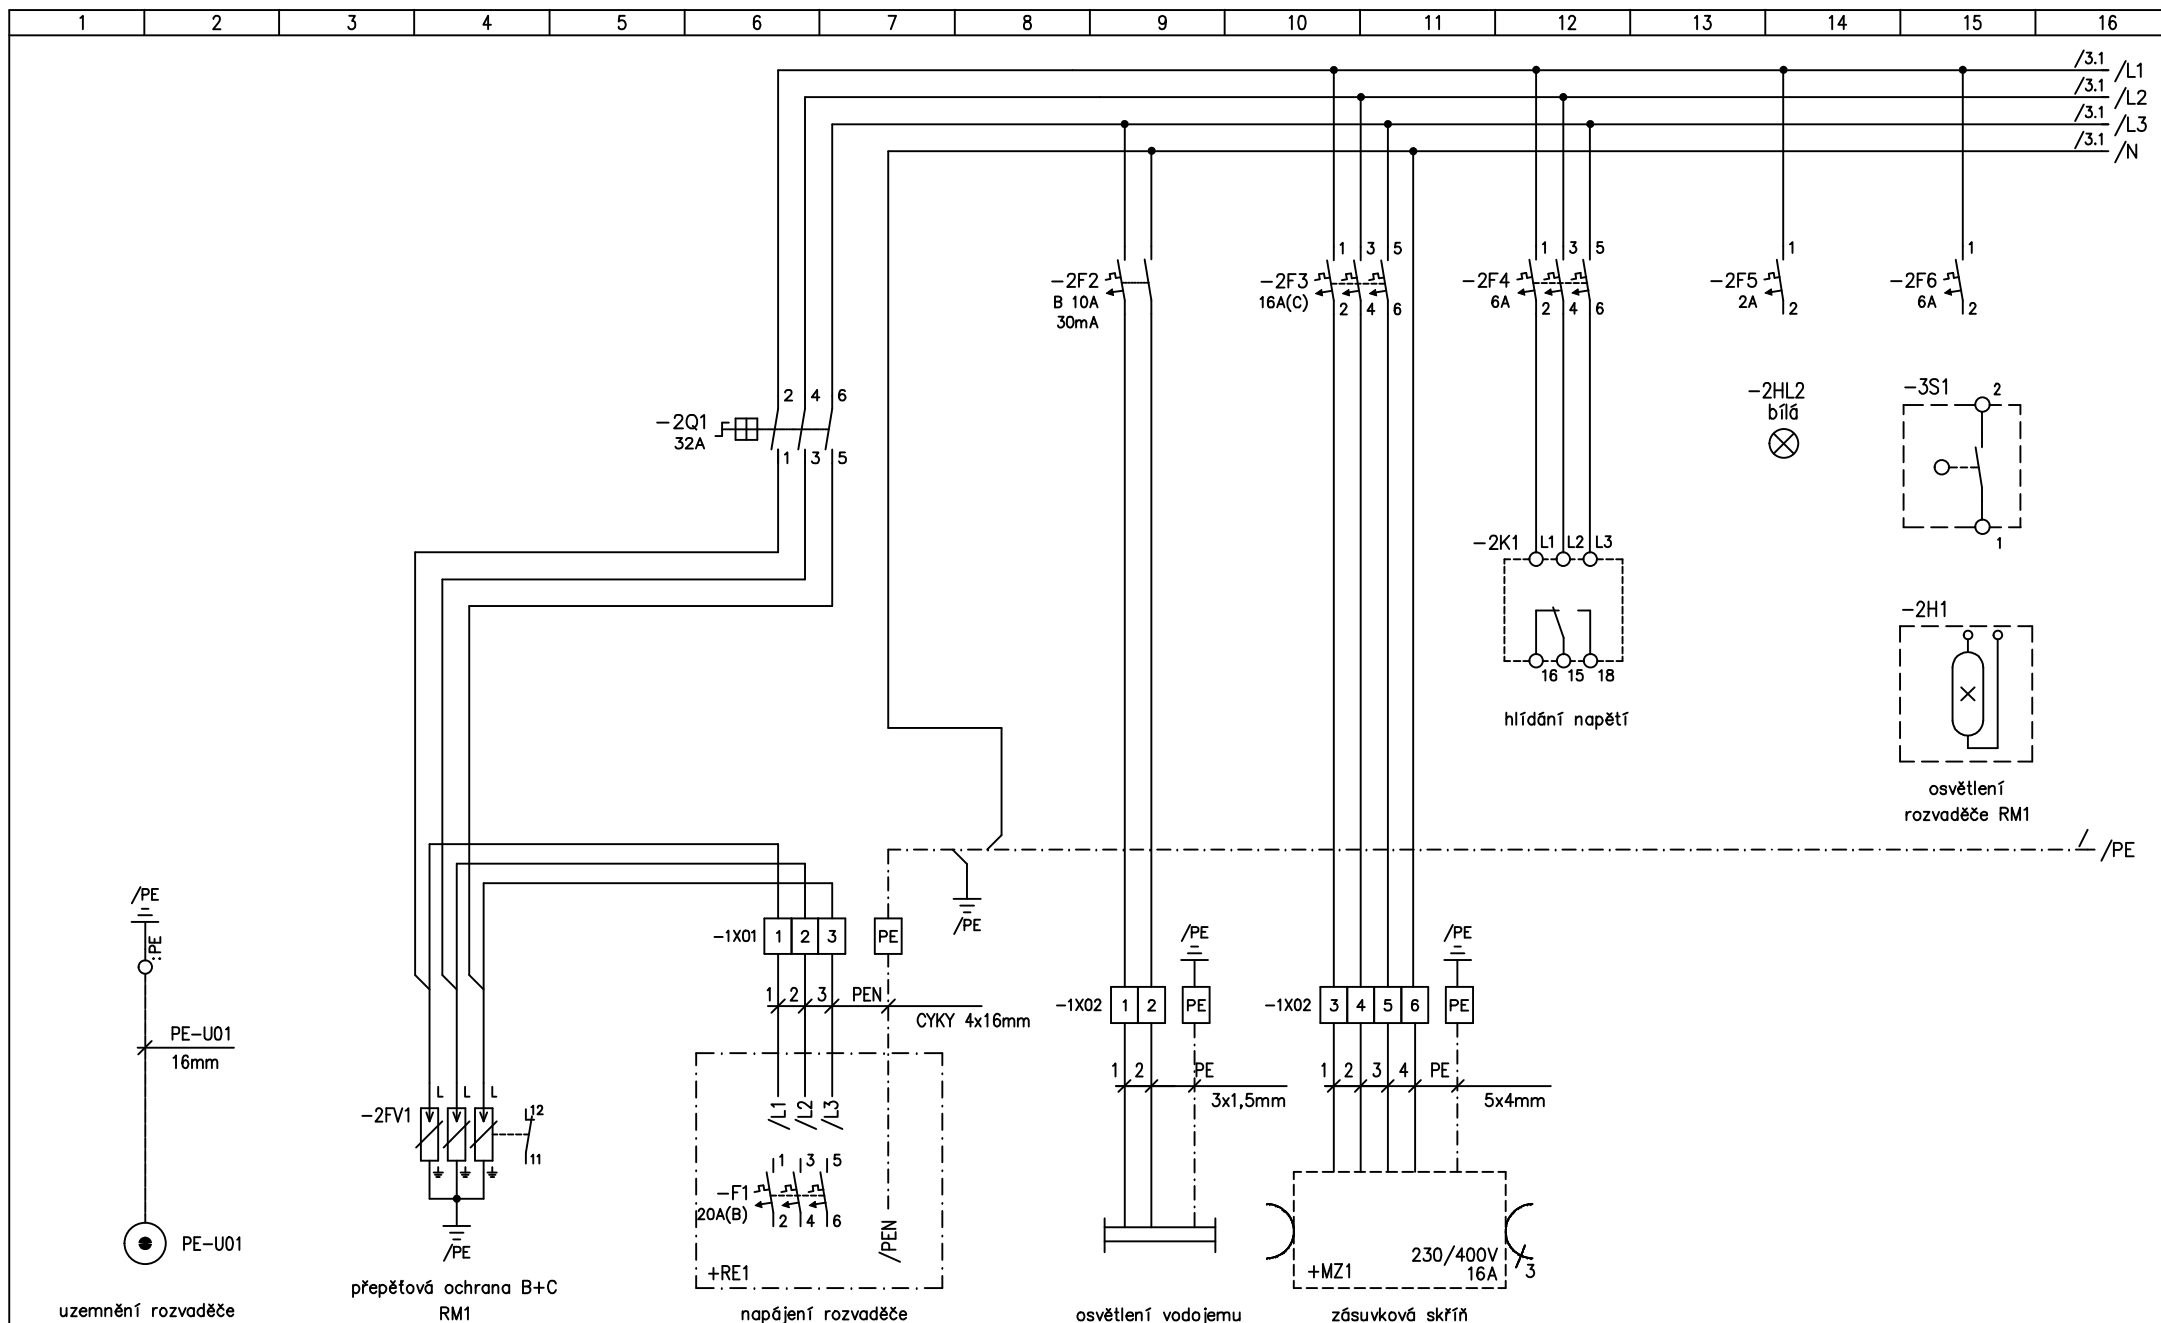 1 2 3 4 5 6 7 8 9 10 11 12 13 14 15 16
/3.1 /L1
/3.1 /L2
/3.1 /L3
/3.1 /N
-2F2
B 10A
30mA
1 3 5
-2F3
16A(C)
2 4 6
1 3 5
-2F4
6A
2 4 6
1
-2F5
2A
2
1
-2F6
6A
2
2 4 6
-2Q1
32A
1 3 5
-2HL2
bílá
-3S1
2
1
-2K1 L1 L2 L3
16 15 18
hlídání napětí
-2H1
osvětlení
rozvaděče RM1
/PE
/PE
:PE
PE-U01
16mm
PE-U01
uzemnění rozvaděče
L L L
-2FV1
12
11
/PE
přepěťová ochrana B+C
RM1
-1X01 1 2 3 PE
/PE
1 2 3 PEN
CYKY 4x16mm
/L1 /L2 /L3
1 3 5
-F1
20A(B)
2 4 6
/PEN
+RE1
napájení rozvaděče
/PE
-1X02 1 2 PE
1 2 PE
3x1,5mm
osvětlení vodojemu
/PE
-1X02 3 4 5 6 PE
1 2 3 4 PE
5x4mm
230/400V
+MZ1 16A 3
zásuvková skříň